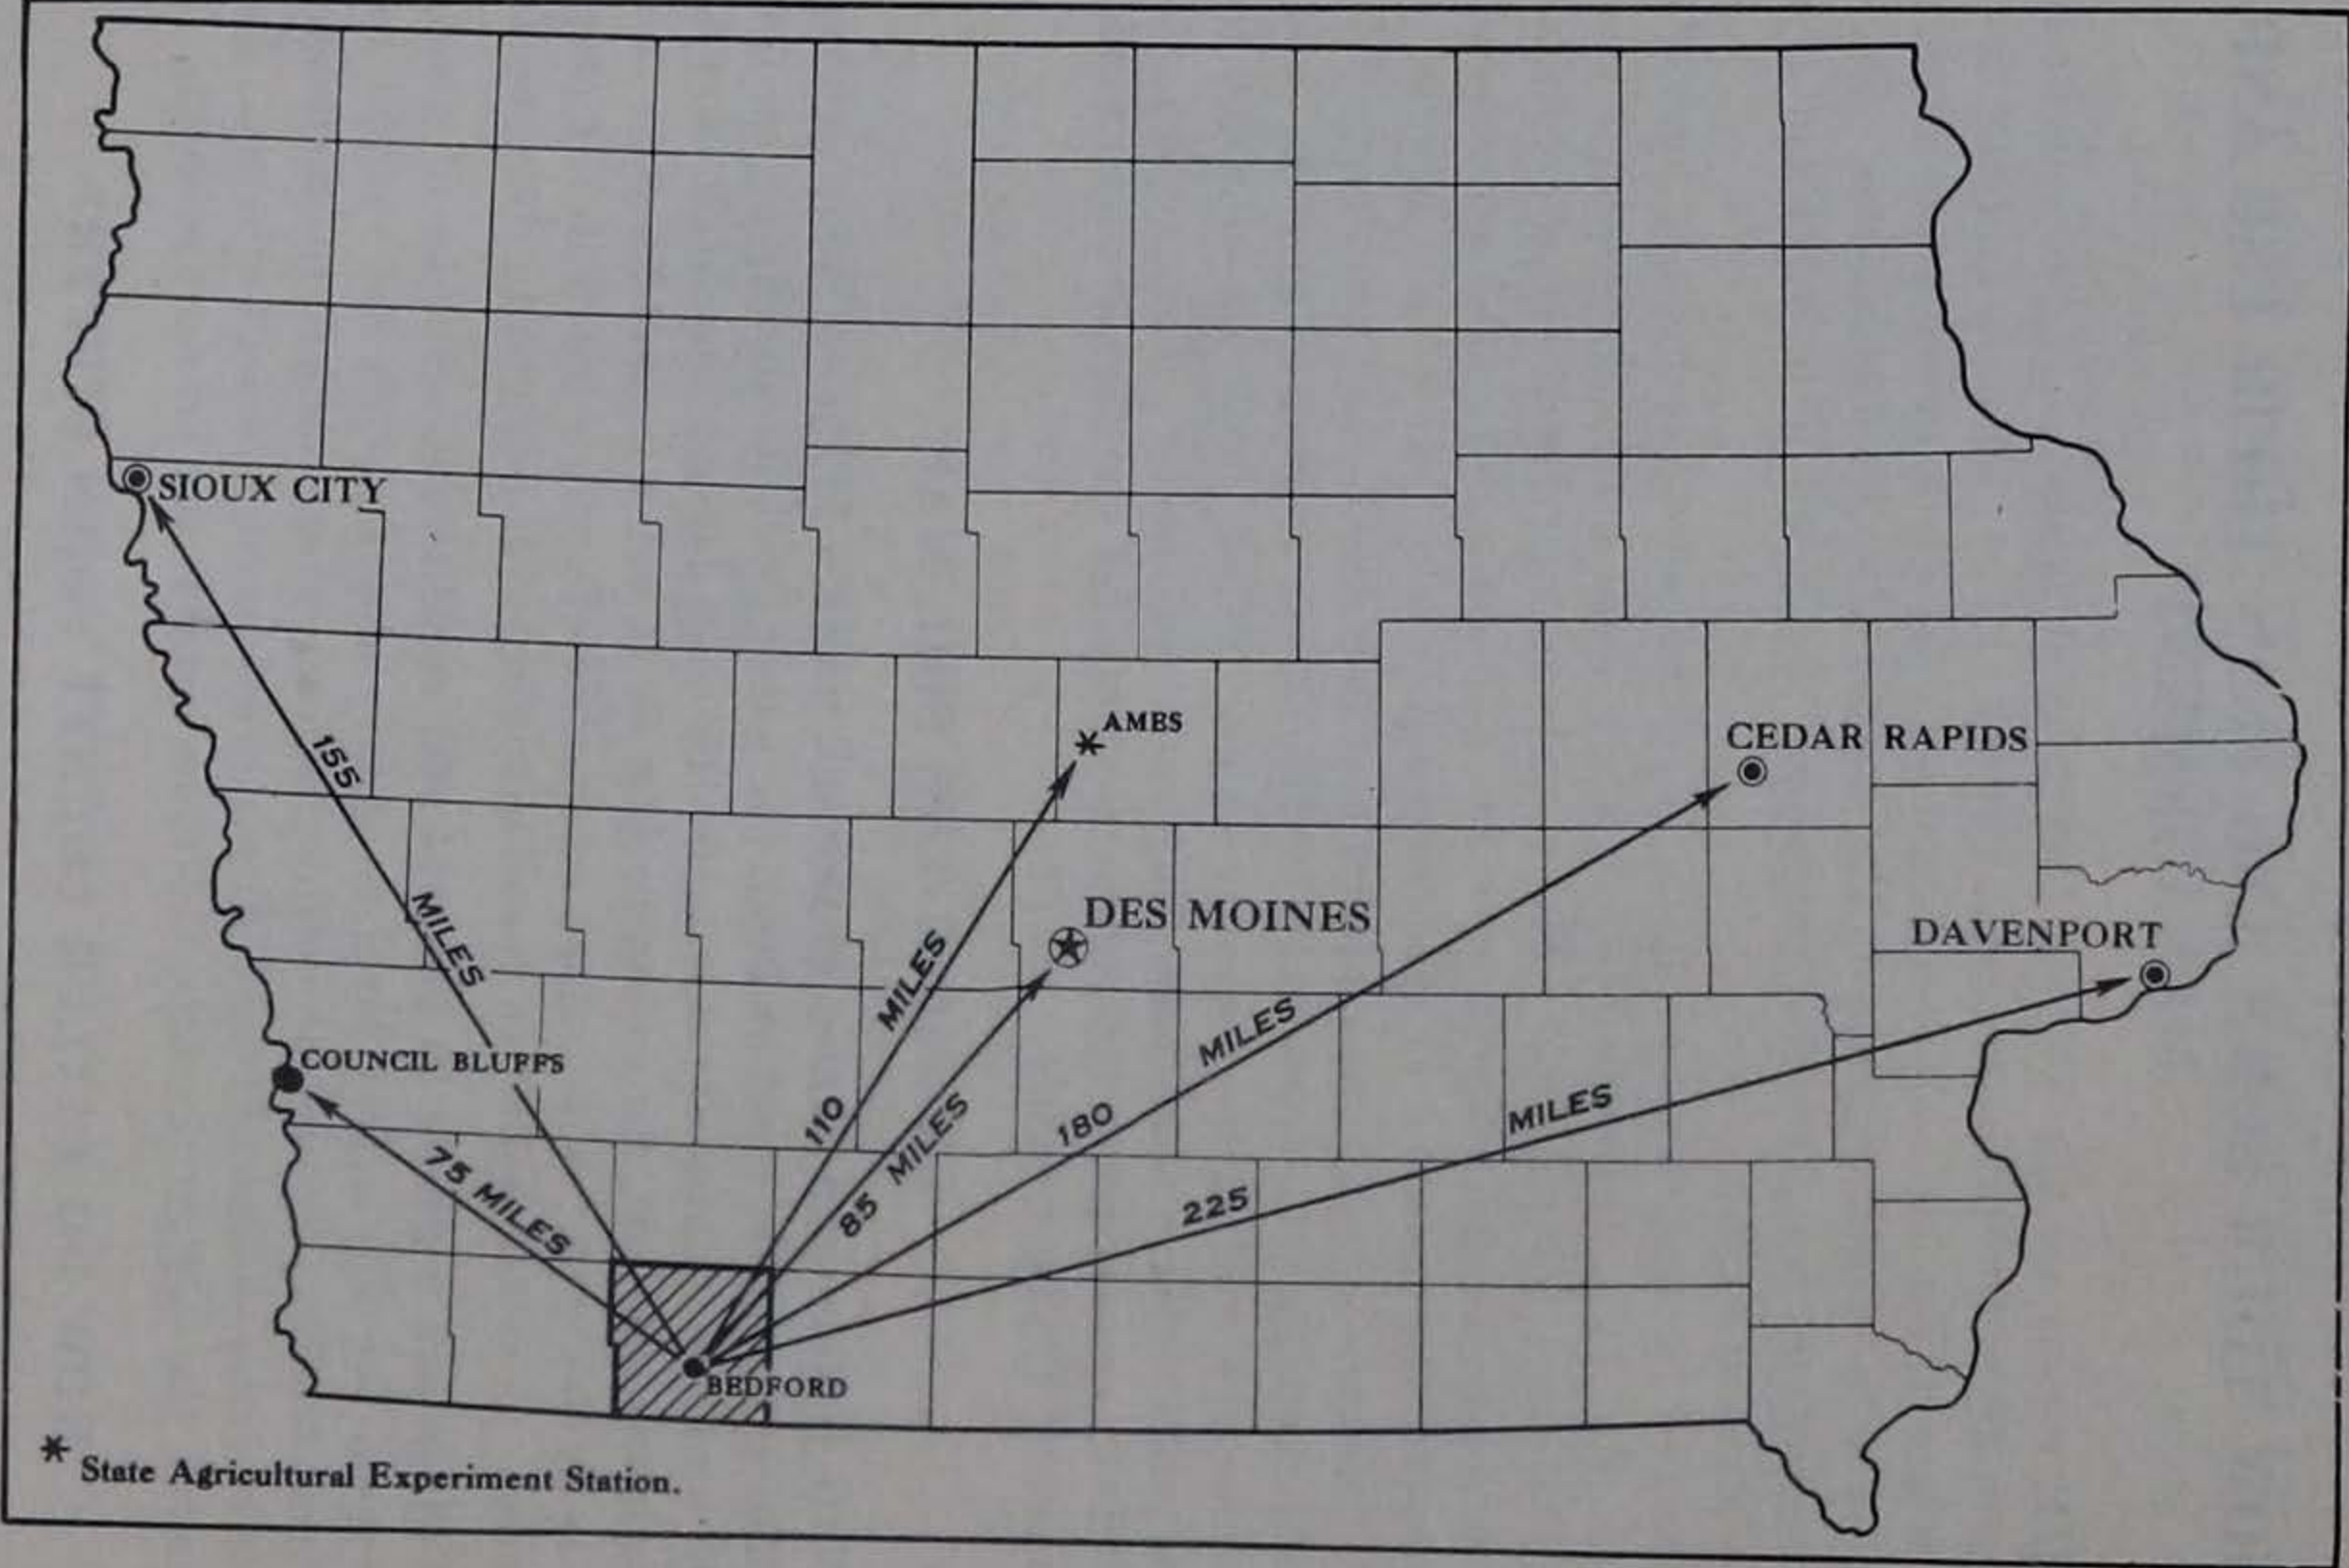 SIOUX CITY
AMES
CEDAR RAPIDS
155
MILES
DES MOINES
DAVENPORT
MILES
MILES
COUNCIL BLUFFS
75 MILES
110
85 MILES
180
MILES
225
BEDFORD
* State Agricultural Experiment Station.